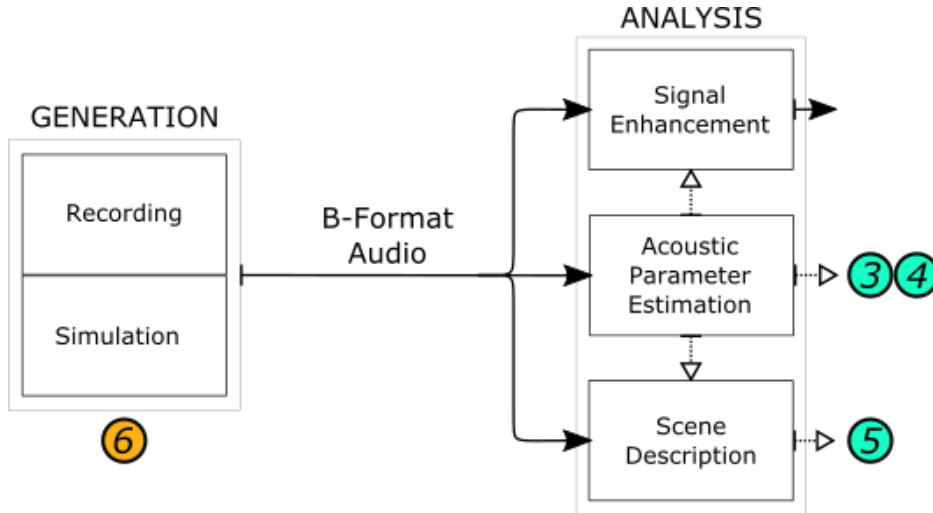 ANALYSIS
Signal
Enhancement
GENERATION
Recording
Simulation
6
B-Format
Audio
Acoustic
Parameter
Estimation
3 4
Scene
Description
5